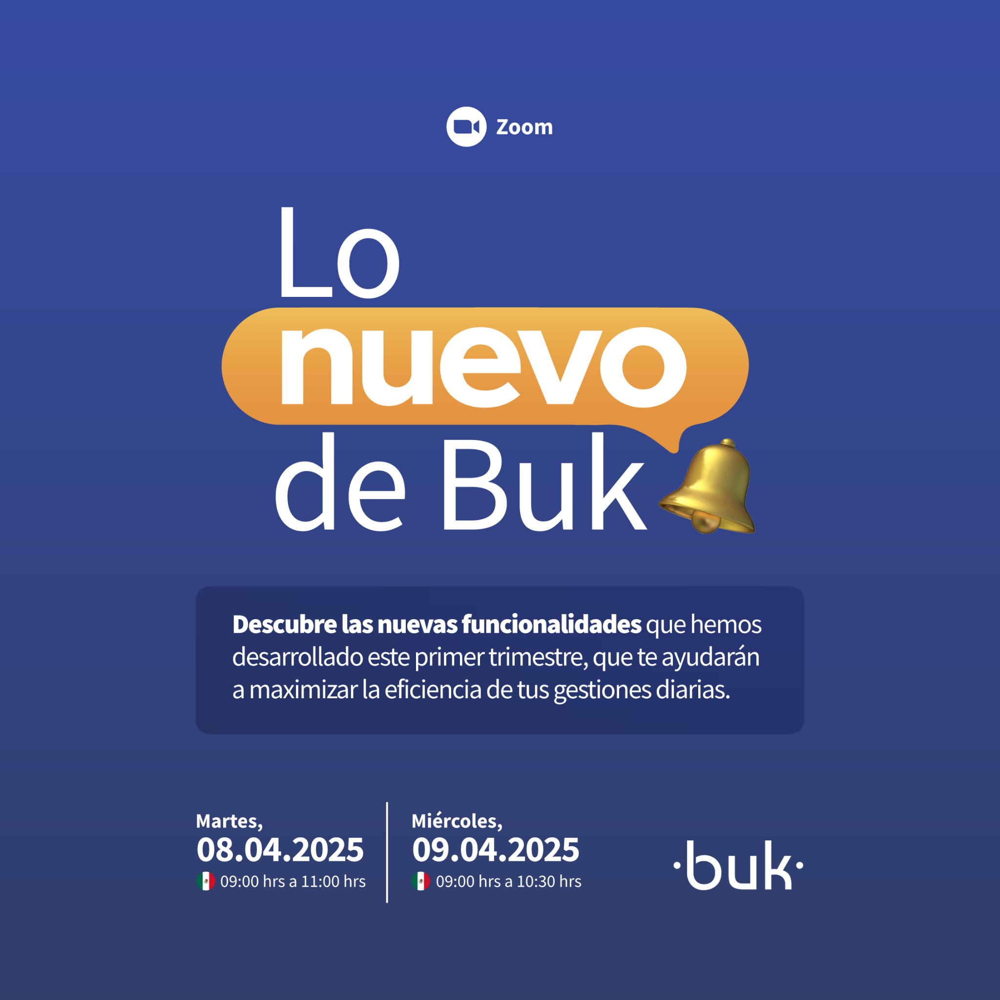 Zoom
Lo
nuevo
de Buk
Descubre las nuevas funcionalidades que hemos
desarrollado este primer trimestre, que te ayudarán
a maximizar la eficiencia de tus gestiones diarias.
Martes,
08.04.2025
09:00 hrs a 11:00 hrs
Miércoles,
09.04.2025
09:00 hrs a 10:30 hrs
·buk·